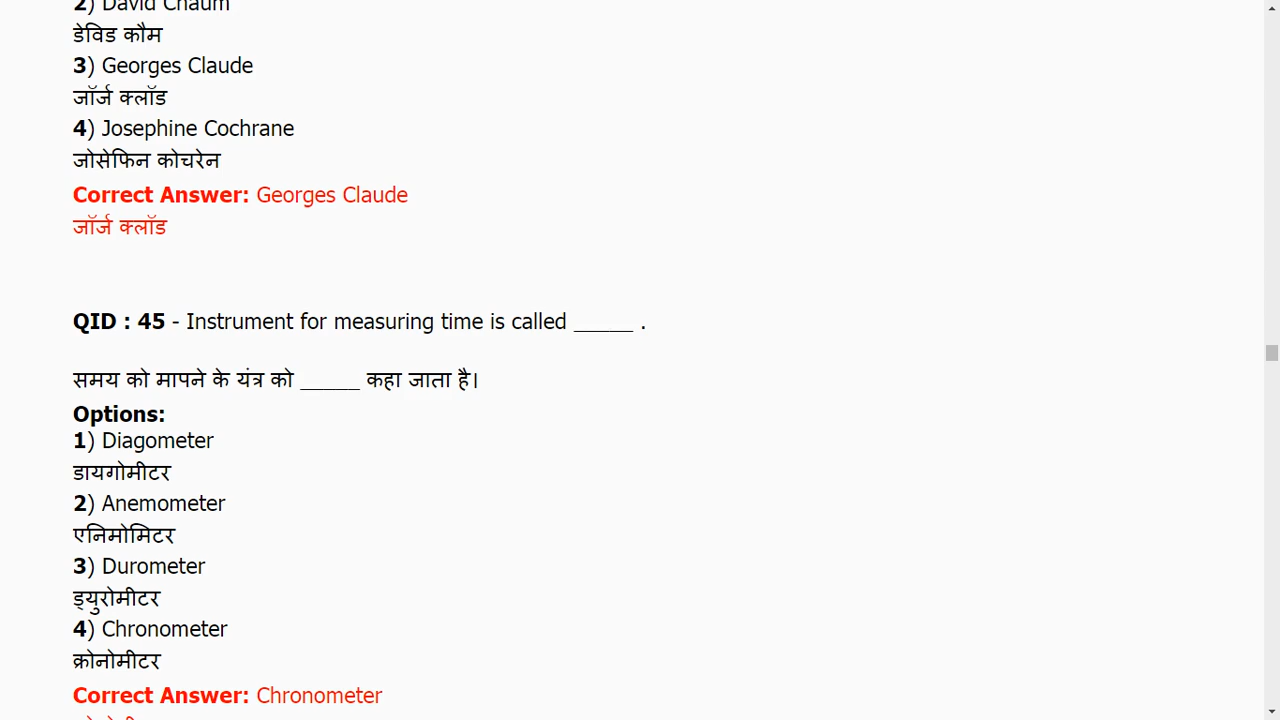 2) David Chaum
डेविड कौम
3) Georges Claude
जॉर्ज क्लॉड
4) Josephine Cochrane
जोसेफिन कोचरेन
Correct Answer: Georges Claude
जॉर्ज क्लॉड
QID : 45 - Instrument for measuring time is called _____ .
समय को मापने के यंत्र को _____ कहा जाता है।
Options:
1) Diagometer
डायगोमीटर
2) Anemometer
एनिमोमिटर
3) Durometer
ड्युरोमीटर
4) Chronometer
क्रोनोमीटर
Correct Answer: Chronometer